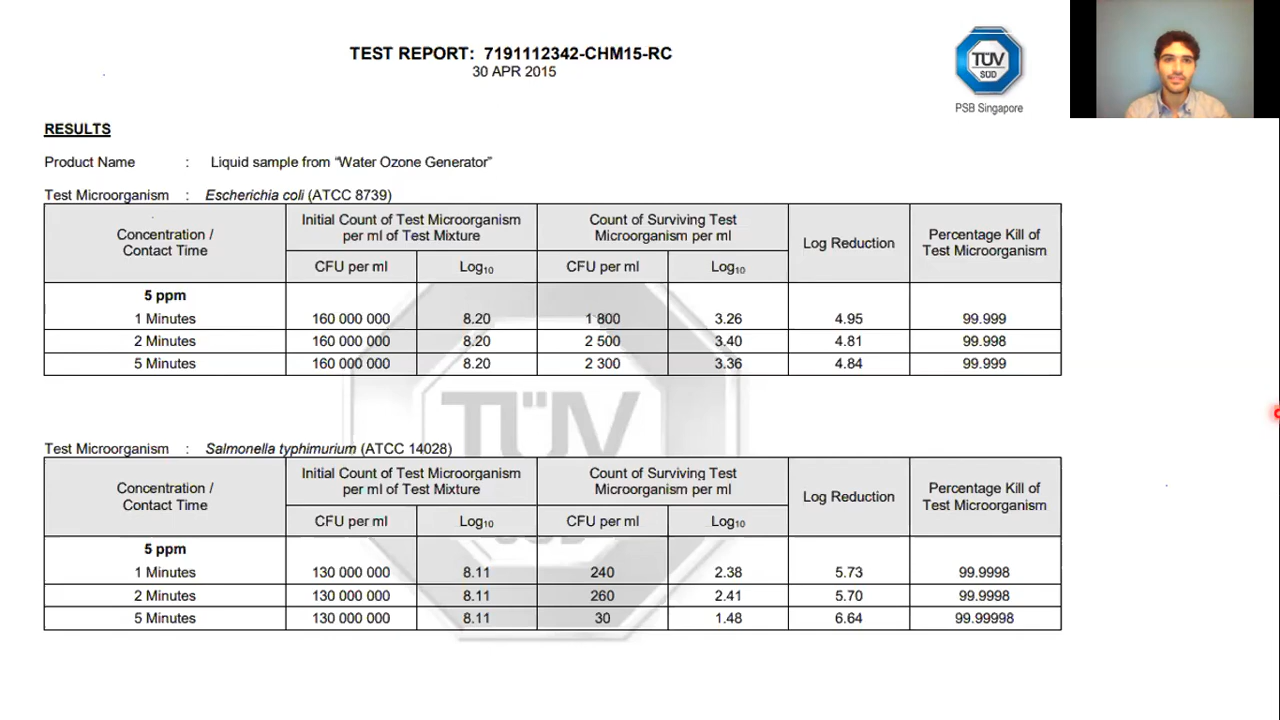 TEST REPORT: 7191112342-CHM15-RC
30 APR 2015
TÜV
SÜD
PSB Singapore
RESULTS
Product Name : Liquid sample from “Water Ozone Generator”
Test Microorganism : Escherichia coli (ATCC 8739)
Concentration / Contact Time
Initial Count of Test Microorganism per ml of Test Mixture
Count of Surviving Test Microorganism per ml
Log Reduction
Percentage Kill of Test Microorganism
CFU per ml Log₁₀ CFU per ml Log₁₀
5 ppm
1 Minutes 160 000 000 8.20 1 800 3.26 4.95 99.999
2 Minutes 160 000 000 8.20 2 500 3.40 4.81 99.998
5 Minutes 160 000 000 8.20 2 300 3.36 4.84 99.999
TÜV
Test Microorganism : Salmonella typhimurium (ATCC 14028)
Concentration / Contact Time
Initial Count of Test Microorganism per ml of Test Mixture
Count of Surviving Test Microorganism per ml
Log Reduction
Percentage Kill of Test Microorganism
CFU per ml Log₁₀ CFU per ml Log₁₀
SÜD
5 ppm
1 Minutes 130 000 000 8.11 240 2.38 5.73 99.9998
2 Minutes 130 000 000 8.11 260 2.41 5.70 99.9998
5 Minutes 130 000 000 8.11 30 1.48 6.64 99.99998